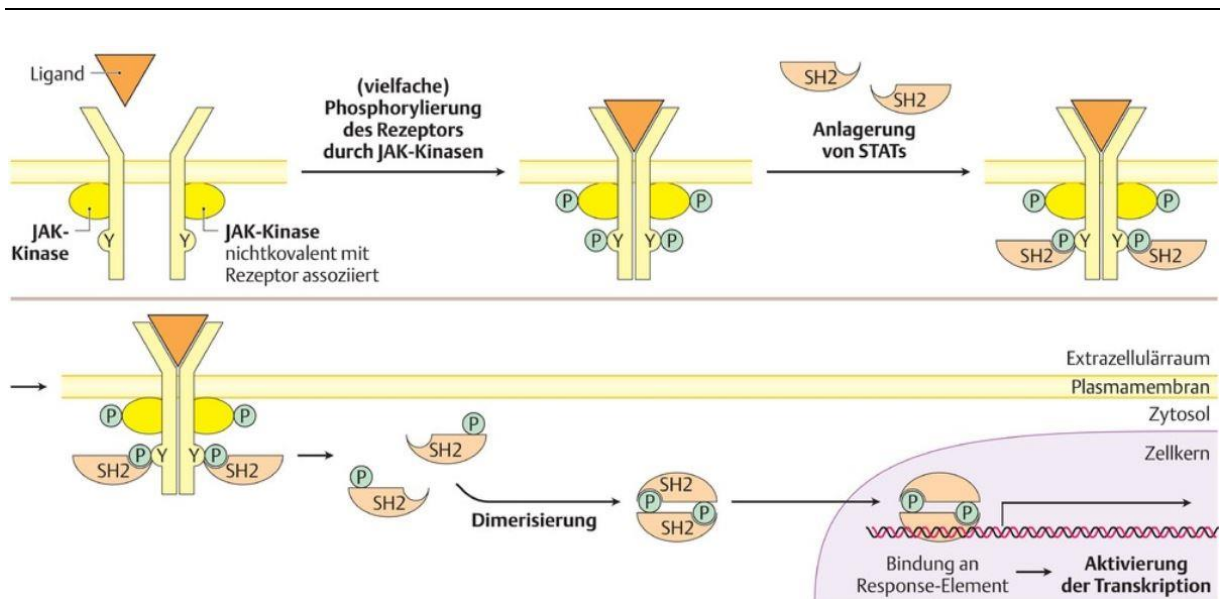 Ligand
(vielfache)
Phosphorylierung
des Rezeptors
durch JAK-Kinasen
SH2
SH2
Anlagerung
von STATs
JAK-
Kinase
Y
Y
JAK-Kinase
nichtkovalent mit
Rezeptor assoziiert
P
P
P
Y
Y
P
P
P
SH2
P
Y
Y
P
SH2
Extrazellulärraum
Plasmamembran
Zytosol
Zellkern
P
P
SH2
P
Y
Y
P
SH2
P
SH2
P
SH2
Dimerisierung
SH2
P
P
SH2
P
P
SH2
Bindung an
Response-Element
Aktivierung
der Transkription